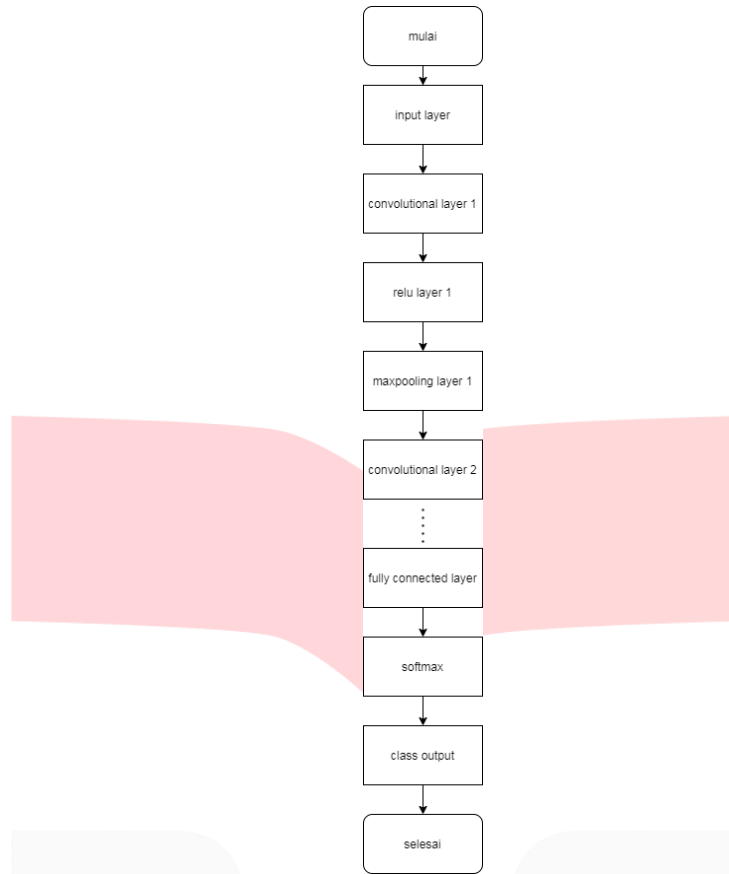 mulai
input layer
convolutional layer 1
relu layer 1
maxpooling layer 1
convolutional layer 2
fully connected layer
softmax
class output
selesai